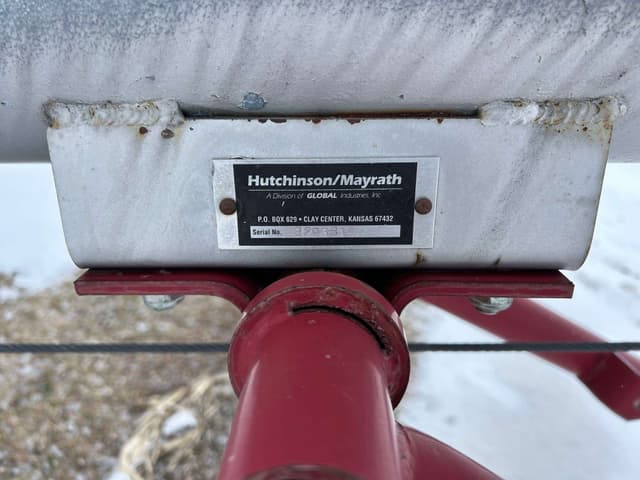 Hutchinson/Mayrath
A Division of GLOBAL Industries, Inc
P.O. BOX 629 • CLAY CENTER, KANSAS 67432
Serial No.